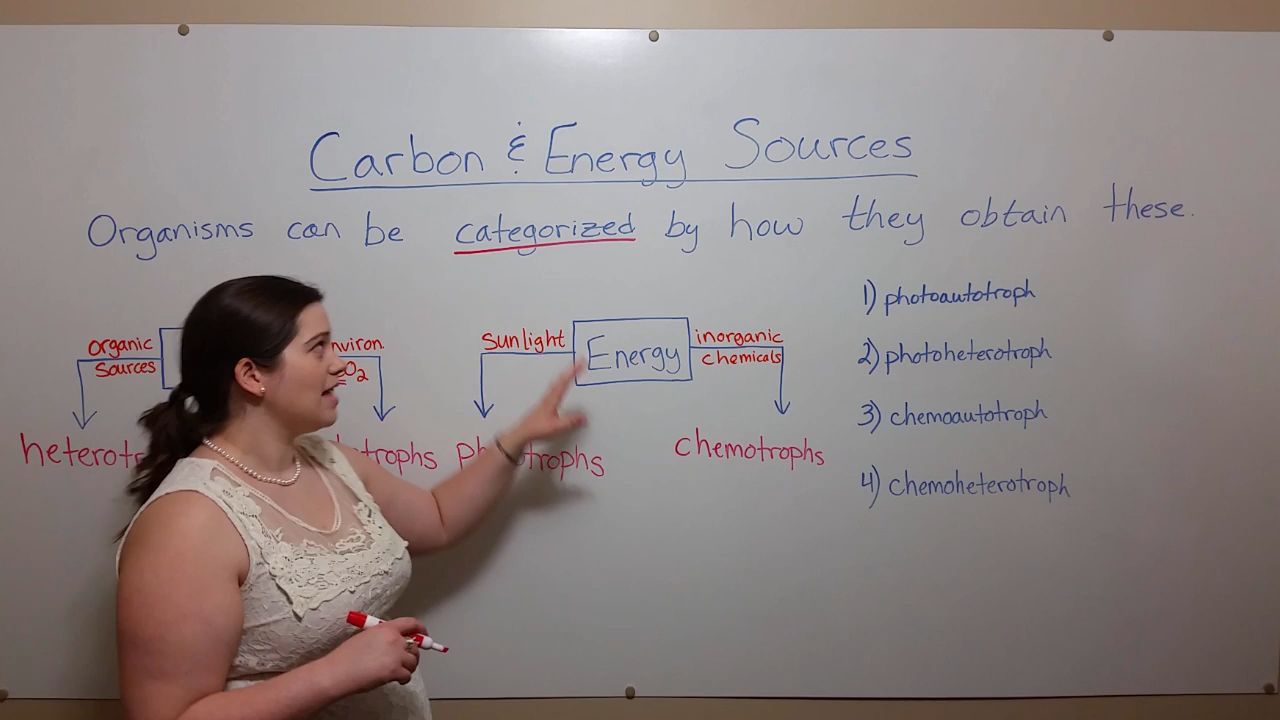 Carbon & Energy Sources
Organisms can be categorized by how they obtain these.
organic
sources
Sunlight
Energy
inorganic
chemicals
chemotrophs
1) photoautotroph
2) photoheterotroph
3) chemoautotroph
4) chemoheterotroph